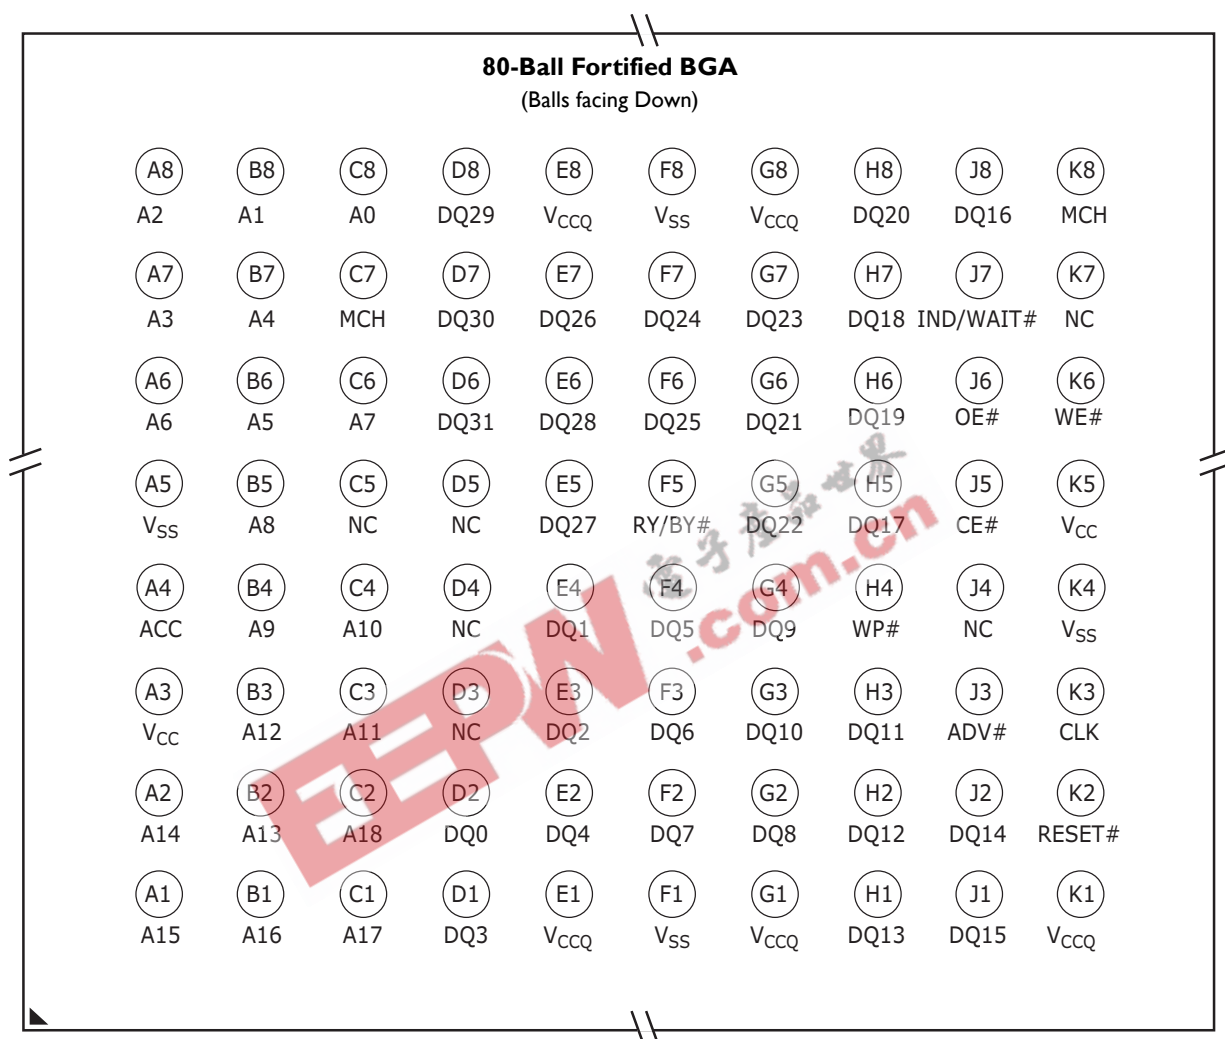 80-Ball Fortified BGA
(Balls facing Down)
A8 B8 C8 D8 E8 F8 G8 H8 J8 K8
A2 A1 A0 DQ29 VCCQ VSS VCCQ DQ20 DQ16 MCH
A7 B7 C7 D7 E7 F7 G7 H7 J7 K7
A3 A4 MCH DQ30 DQ26 DQ24 DQ23 DQ18 IND/WAIT# NC
A6 B6 C6 D6 E6 F6 G6 H6 J6 K6
A6 A5 A7 DQ31 DQ28 DQ25 DQ21 DQ19 OE# WE#
A5 B5 C5 D5 E5 F5 G5 H5 J5 K5
VSS A8 NC NC DQ27 RY/BY# DQ22 DQ17 CE# VCC
A4 B4 C4 D4 E4 F4 G4 H4 J4 K4
ACC A9 A10 NC DQ1 DQ5 DQ9 WP# NC VSS
A3 B3 C3 D3 E3 F3 G3 H3 J3 K3
VCC A12 A11 NC DQ2 DQ6 DQ10 DQ11 ADV# CLK
A2 B2 C2 D2 E2 F2 G2 H2 J2 K2
A14 A13 A18 DQ0 DQ4 DQ7 DQ8 DQ12 DQ14 RESET#
A1 B1 C1 D1 E1 F1 G1 H1 J1 K1
A15 A16 A17 DQ3 VCCQ VSS VCCQ DQ13 DQ15 VCCQ
EEPW.com.cn
電子產品世界